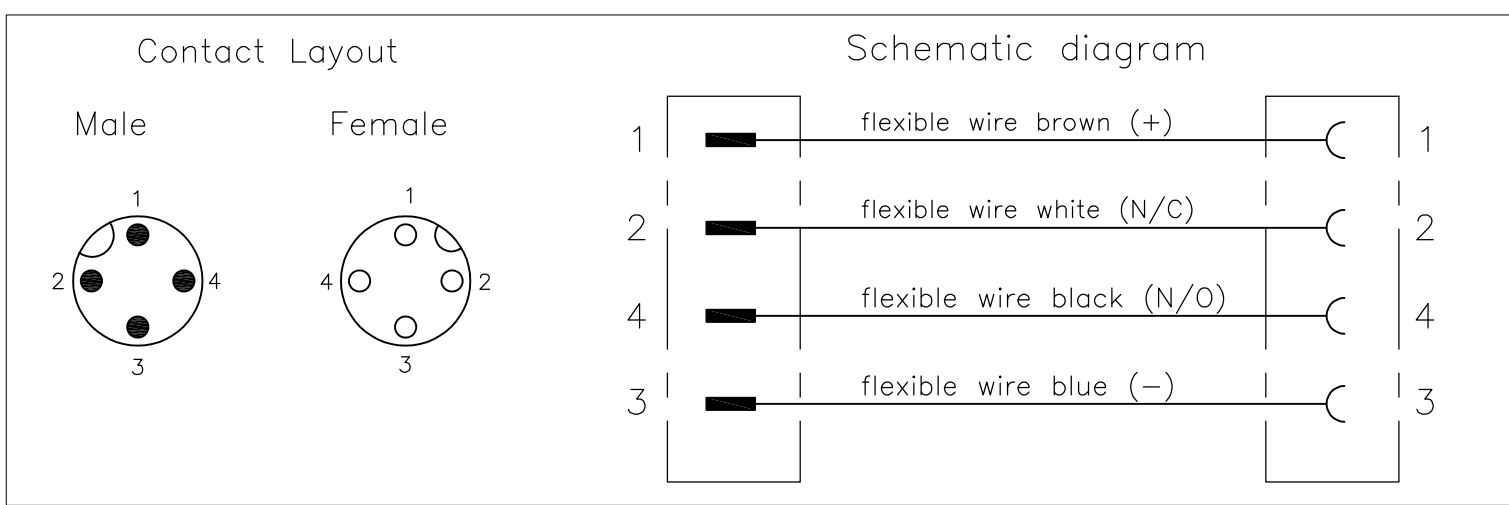 Contact Layout
Male
Female
1
2
4
3
1
4
2
3
Schematic diagram
1 flexible wire brown (+) 1
2 flexible wire white (N/C) 2
4 flexible wire black (N/O) 4
3 flexible wire blue (−) 3